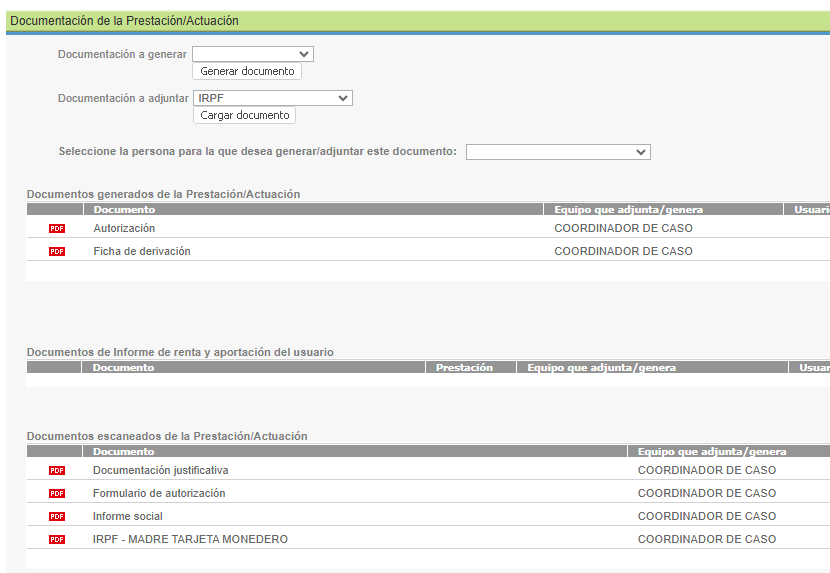 Documentación de la Prestación/Actuación
Documentación a generar
Generar documento
Documentación a adjuntar IRPF
Cargar documento
Seleccione la persona para la que desea generar/adjuntar este documento:
Documentos generados de la Prestación/Actuación
Documento Equipo que adjunta/genera Usuari
PDF Autorización COORDINADOR DE CASO
PDF Ficha de derivación COORDINADOR DE CASO
Documentos de Informe de renta y aportación del usuario
Documento Prestación Equipo que adjunta/genera Usuar
Documentos escaneados de la Prestación/Actuación
Documento Equipo que adjunta/genera
PDF Documentación justificativa COORDINADOR DE CASO
PDF Formulario de autorización COORDINADOR DE CASO
PDF Informe social COORDINADOR DE CASO
PDF IRPF - MADRE TARJETA MONEDERO COORDINADOR DE CASO